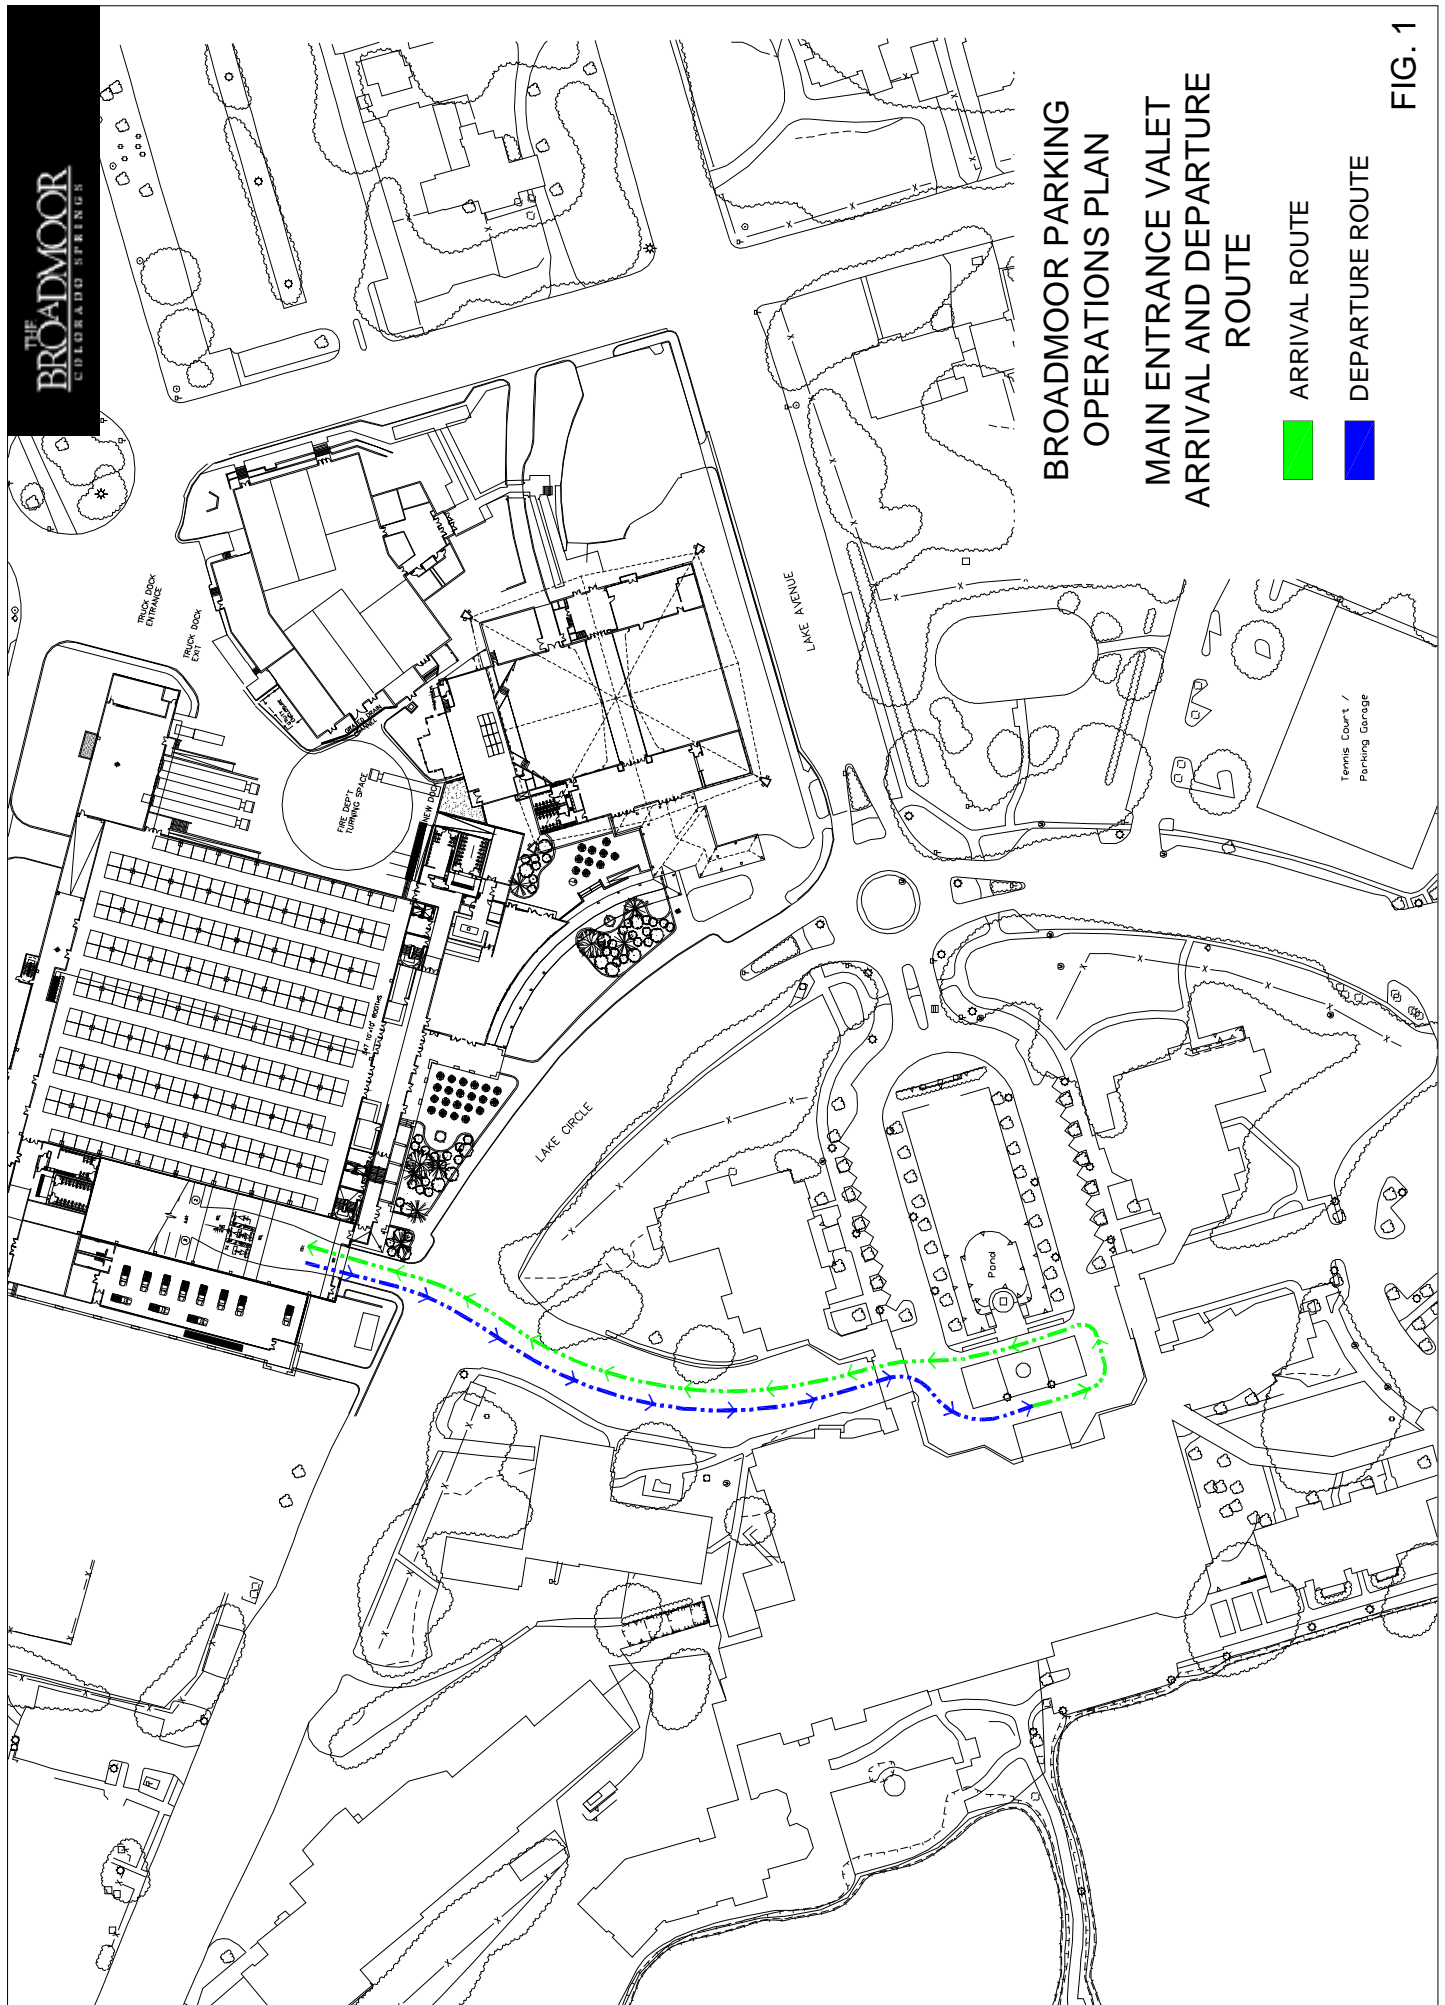 THE
BROADMOOR
COLORADO SPRINGS
FIG. 1
BROADMOOR PARKING
OPERATIONS PLAN
MAIN ENTRANCE VALET
ARRIVAL AND DEPARTURE
ROUTE
ARRIVAL ROUTE
DEPARTURE ROUTE
TRUCK DOCK
ENTRANCE
TRUCK DOCK
EXIT
FIRE DEP'T
TURNING SPACE
NEW DOCK
LAKE AVENUE
LAKE CIRCLE
Tennis Court /
Parking Garage
Pond